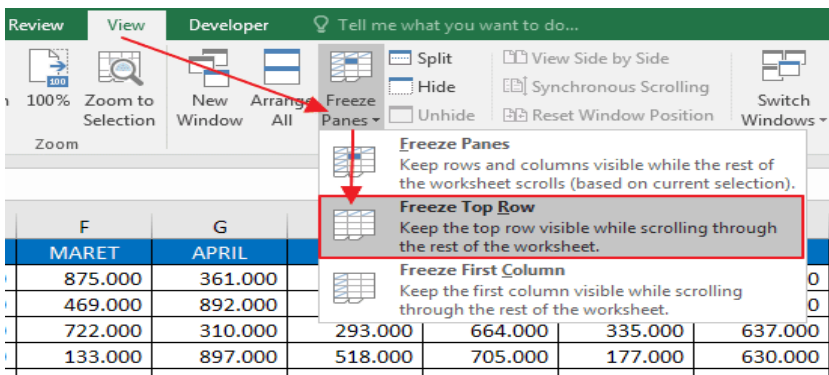 Review View Developer Tell me what you want to do...
100% Zoom to Selection
New Window
Arrange All
Freeze Panes
Split
Hide
Unhide
View Side by Side
Synchronous Scrolling
Reset Window Position
Switch Windows
Zoom
100
Freeze Panes
Keep rows and columns visible while the rest of
the worksheet scrolls (based on current selection).
Freeze Top Row
Keep the top row visible while scrolling through
the rest of the worksheet.
Freeze First Column
Keep the first column visible while scrolling
through the rest of the worksheet.
F G
MARET APRIL
875.000 361.000 0
469.000 892.000 0
722.000 310.000 293.000 664.000 335.000 637.000
133.000 897.000 518.000 705.000 177.000 630.000